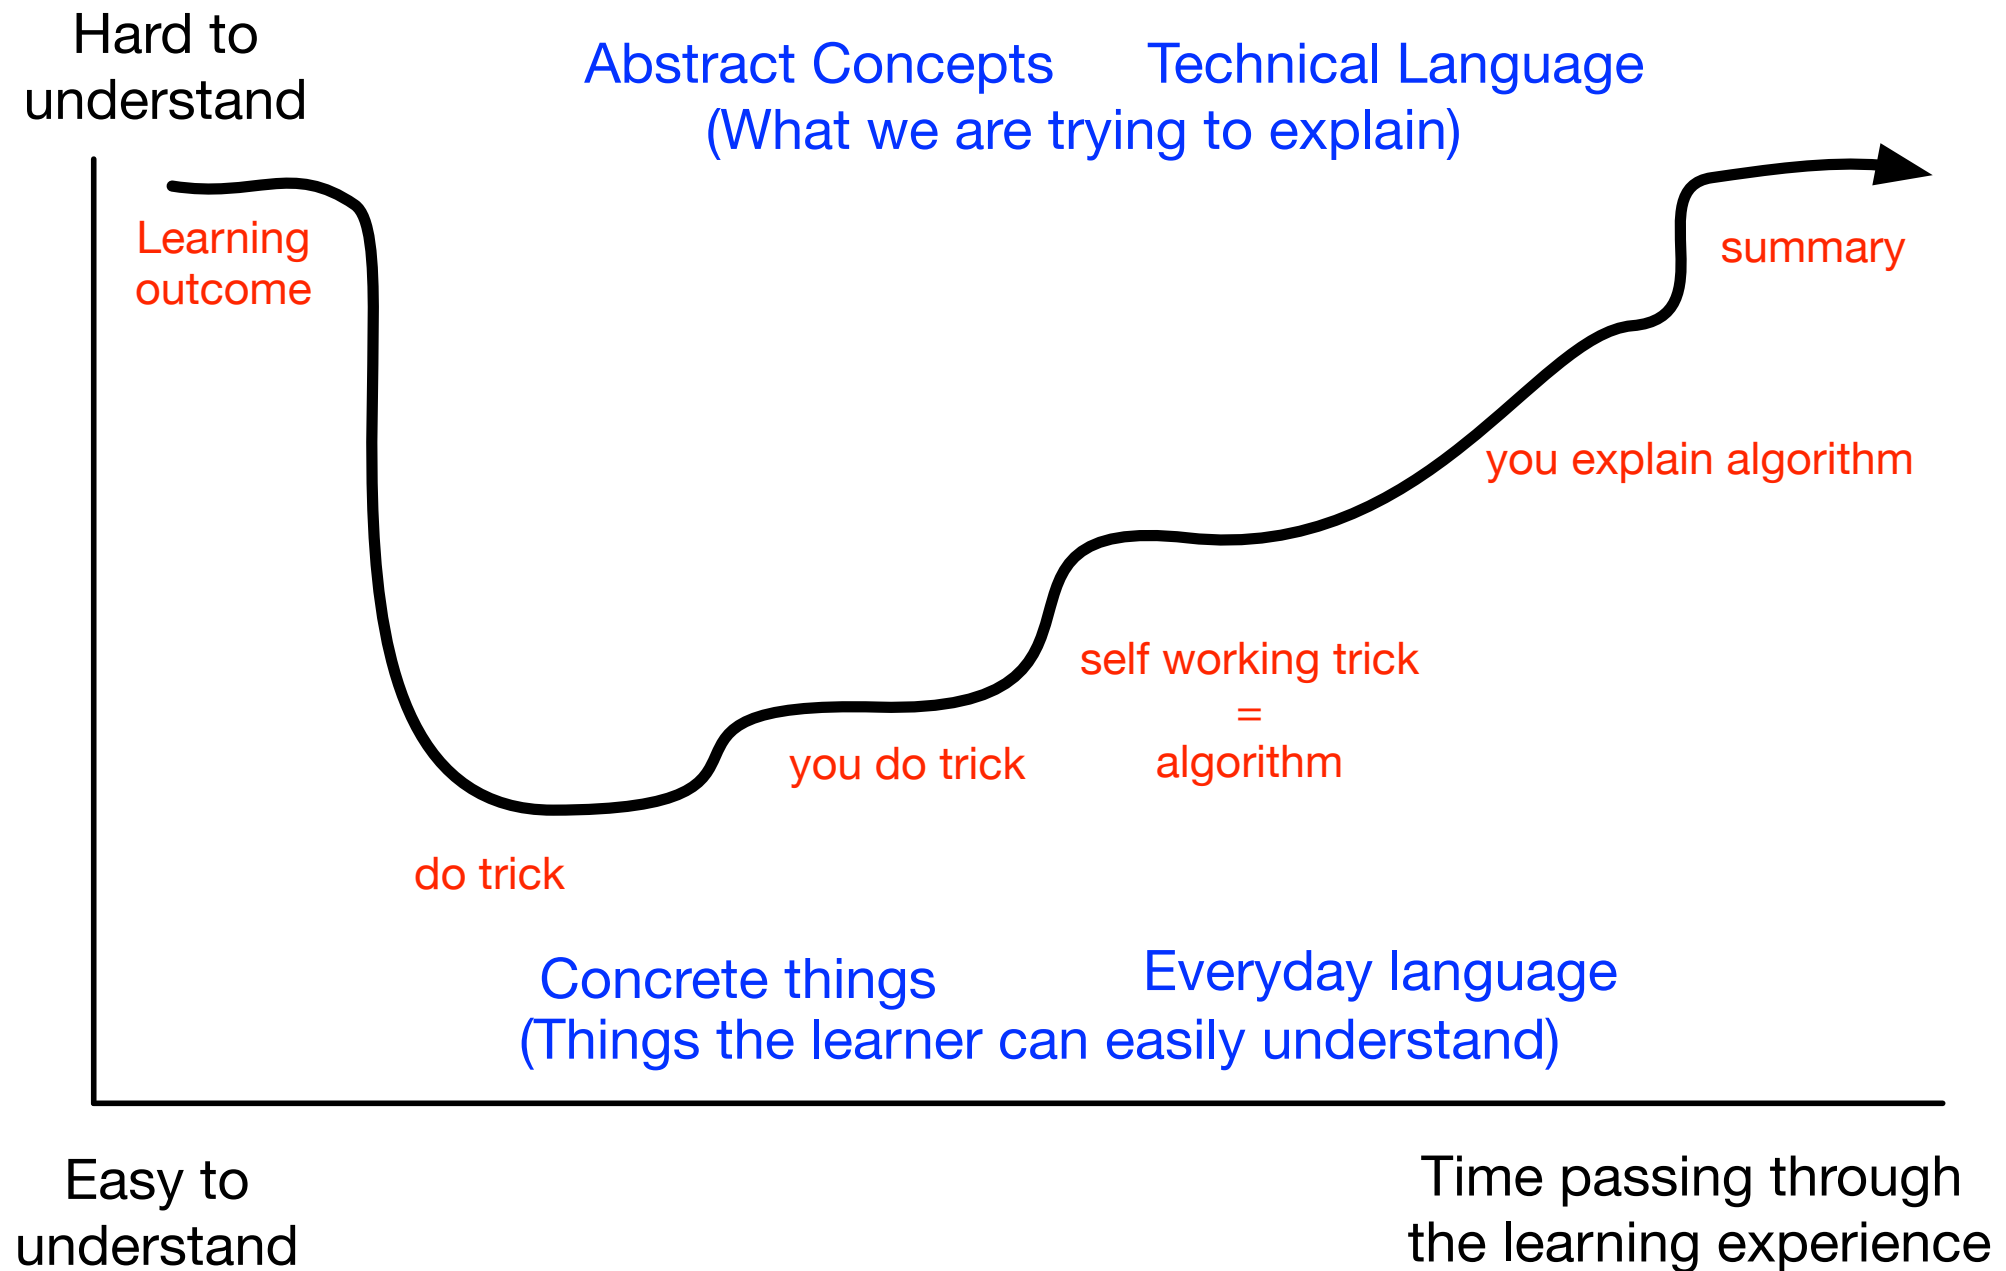 Hard to
understand
Abstract Concepts
Technical Language
(What we are trying to explain)
Learning
outcome
summary
you explain algorithm
self working trick
=
algorithm
you do trick
do trick
Concrete things
Everyday language
(Things the learner can easily understand)
Easy to
understand
Time passing through
the learning experience